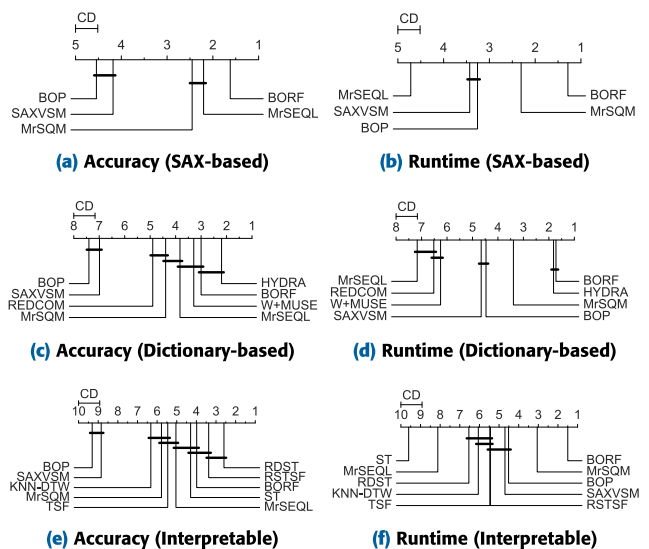 CD
5 4 3 2 1
BOP
SAXVSM
MrSQM
BORF
MrSEQL
(a) Accuracy (SAX-based)
CD
5 4 3 2 1
MrSEQL
SAXVSM
BOP
BORF
MrSQM
(b) Runtime (SAX-based)
CD
8 7 6 5 4 3 2 1
BOP
SAXVSM
REDCOM
MrSQM
HYDRA
BORF
W+MUSE
MrSEQL
(c) Accuracy (Dictionary-based)
CD
8 7 6 5 4 3 2 1
MrSEQL
REDCOM
W+MUSE
SAXVSM
BORF
HYDRA
MrSQM
BOP
(d) Runtime (Dictionary-based)
CD
10 9 8 7 6 5 4 3 2 1
BOP
SAXVSM
KNN-DTW
MrSQM
TSF
RDST
RSTSF
BORF
ST
MrSEQL
(e) Accuracy (Interpretable)
CD
10 9 8 7 6 5 4 3 2 1
ST
MrSEQL
RDST
KNN-DTW
TSF
BORF
MrSQM
BOP
SAXVSM
RSTSF
(f) Runtime (Interpretable)